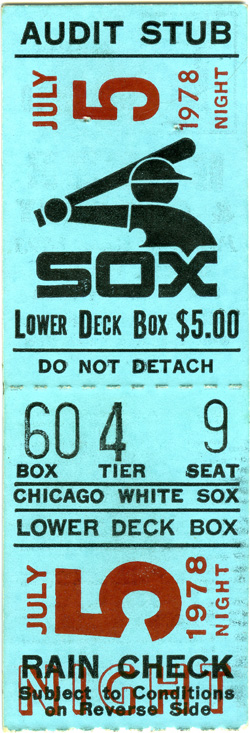 AUDIT STUB
JULY 5 1978 NIGHT
SOX
LOWER DECK BOX $5.00
DO NOT DETACH
60 4 9
BOX TIER SEAT
CHICAGO WHITE SOX
LOWER DECK BOX
JULY 5 1978 NIGHT
NIGHT
RAIN CHECK
Subject to Conditions
on Reverse Side